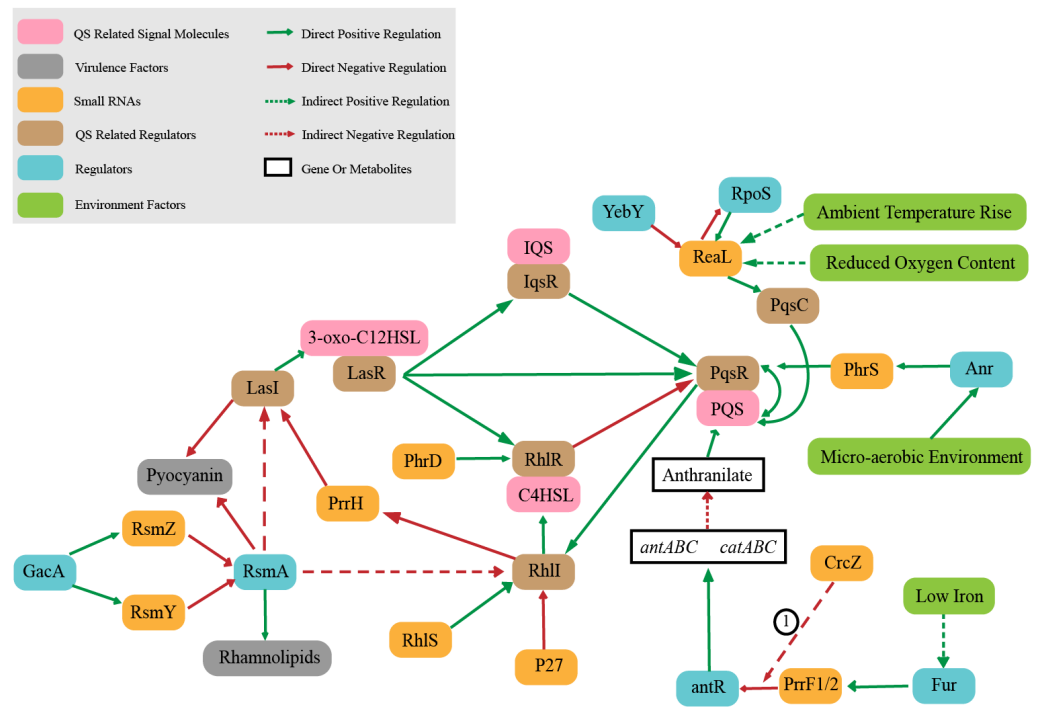 QS Related Signal Molecules
Virulence Factors
Small RNAs
QS Related Regulators
Regulators
Environment Factors
Direct Positive Regulation
Direct Negative Regulation
Indirect Positive Regulation
Indirect Negative Regulation
Gene Or Metabolites
YebY
RpoS
Ambient Temperature Rise
ReaL
Reduced Oxygen Content
IQS
IqsR
PqsC
3-oxo-C12HSL
LasR
LasI
PqsR
PQS
PhrS
Anr
Micro-aerobic Environment
PhrD
RhlR
C4HSL
Anthranilate
Pyocyanin
PrrH
RsmZ
GacA
RsmA
RsmY
RhlI
antABC catABC
CrcZ
Low Iron
1
RhlS
P27
Rhamnolipids
antR
PrrF1/2
Fur